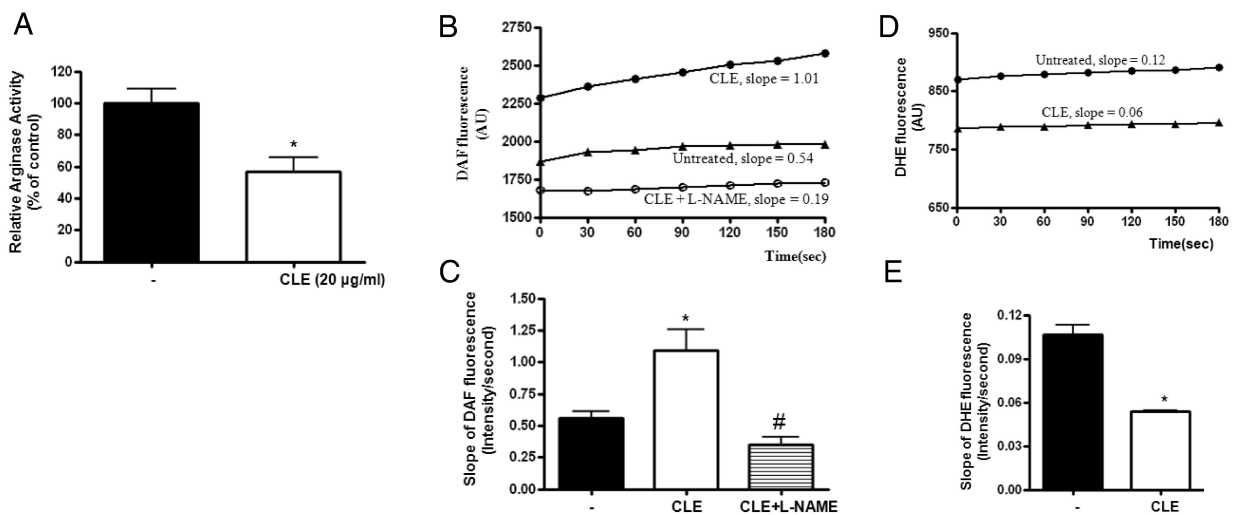 A
Relative Arginase Activity
(% of control)
120
100
80
60
40
20
0
*
-
CLE (20 µg/ml)
B
DAF fluorescence
(AU)
2750
2500
2250
2000
1750
1500
CLE, slope = 1.01
Untreated, slope = 0.54
CLE + L-NAME, slope = 0.19
0 30 60 90 120 150 180
Time(sec)
C
Slope of DAF fluorescence
(Intensity/second)
1.50
1.25
1.00
0.75
0.50
0.25
0.00
*
#
- CLE CLE+L-NAME
D
DHE fluorescence
(AU)
950
850
750
650
Untreated, slope = 0.12
CLE, slope = 0.06
0 30 60 90 120 150 180
Time(sec)
E
Slope of DHE fluorescence
(Intensity/second)
0.12
0.09
0.06
0.03
0.00
*
- CLE